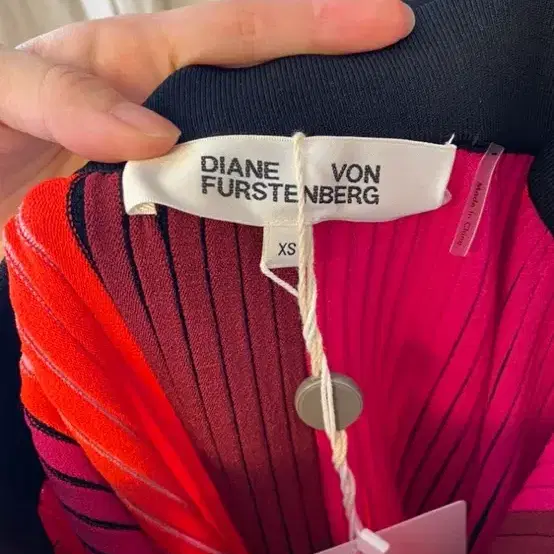 DIANE VON
FURSTENBERG
XS
Made in China